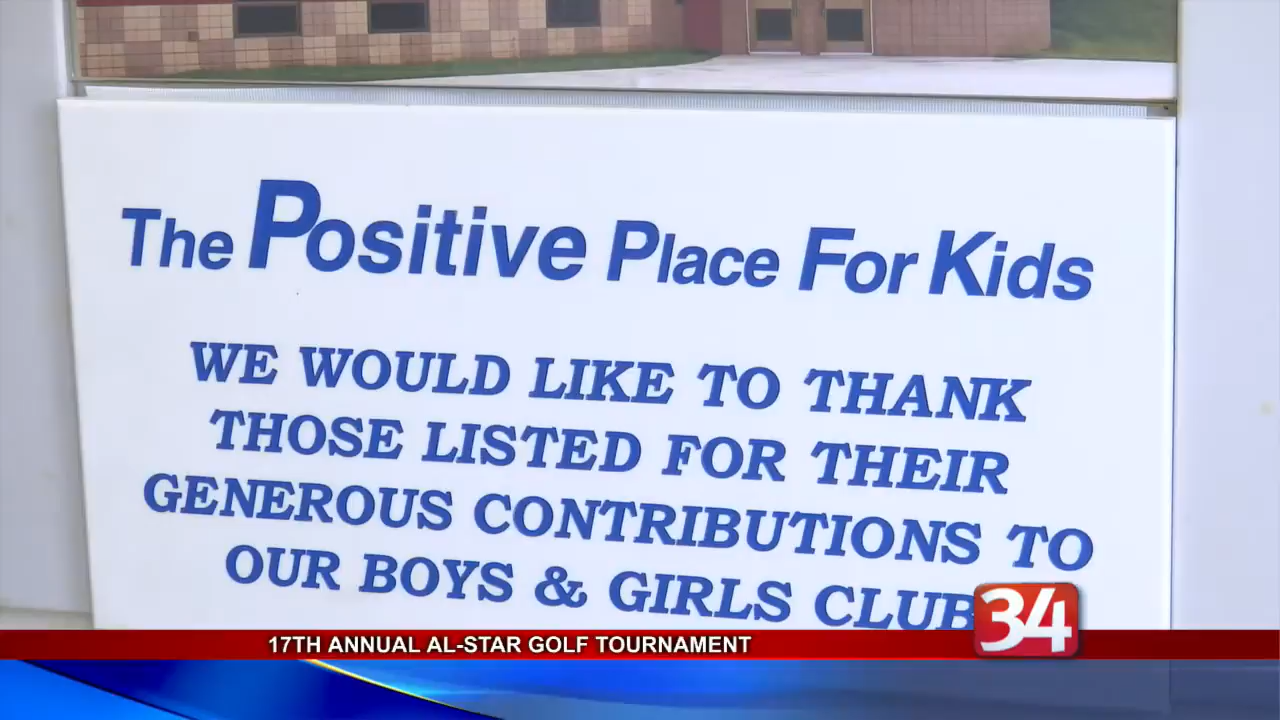 The Positive Place For Kids
WE WOULD LIKE TO THANK
THOSE LISTED FOR THEIR
GENEROUS CONTRIBUTIONS TO
OUR BOYS & GIRLS CLUB
34
17TH ANNUAL AL-STAR GOLF TOURNAMENT